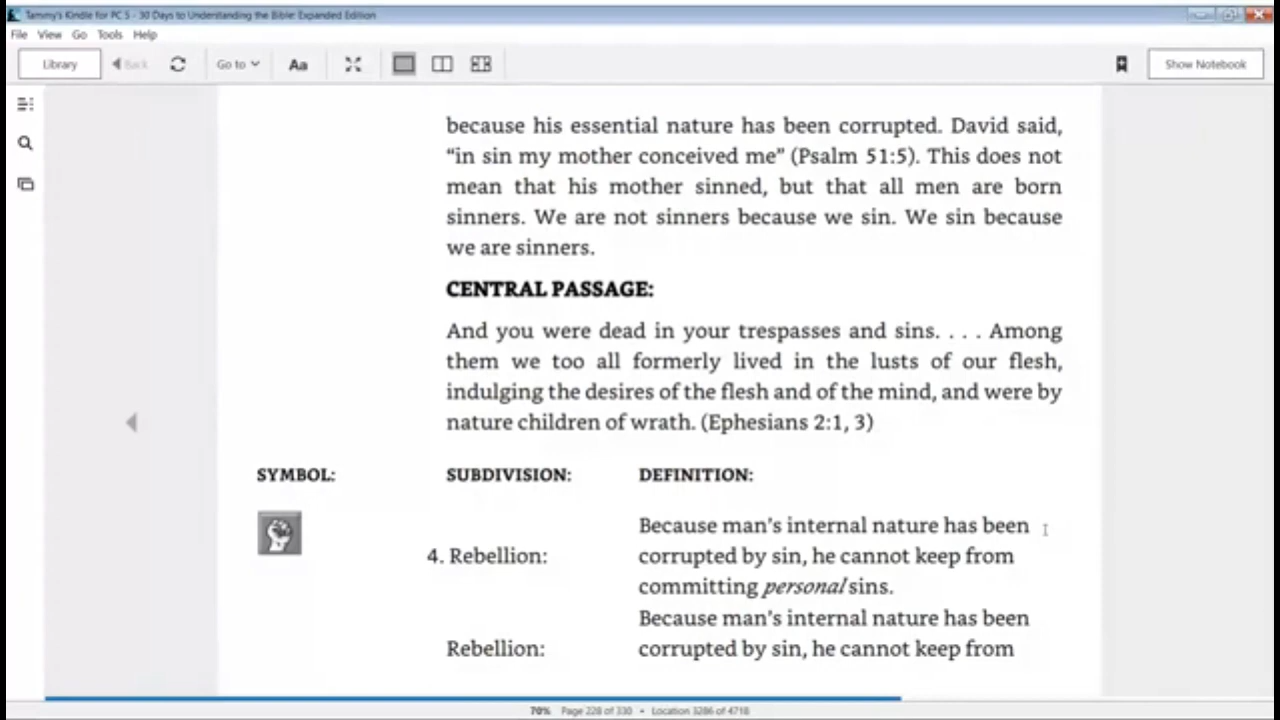 Tammy's Kindle for PC 5 - 30 Days to Understanding the Bible: Expanded Edition
File View Go Tools Help
Library Back Go to Aa Show Notebook
because his essential nature has been corrupted. David said,
“in sin my mother conceived me” (Psalm 51:5). This does not
mean that his mother sinned, but that all men are born
sinners. We are not sinners because we sin. We sin because
we are sinners.
CENTRAL PASSAGE:
And you were dead in your trespasses and sins. . . . Among
them we too all formerly lived in the lusts of our flesh,
indulging the desires of the flesh and of the mind, and were by
nature children of wrath. (Ephesians 2:1, 3)
SYMBOL: SUBDIVISION: DEFINITION:
Because man’s internal nature has been
4. Rebellion: corrupted by sin, he cannot keep from
committing personal sins.
Because man’s internal nature has been
Rebellion: corrupted by sin, he cannot keep from
70% Page 228 of 330 • Location 3286 of 4718